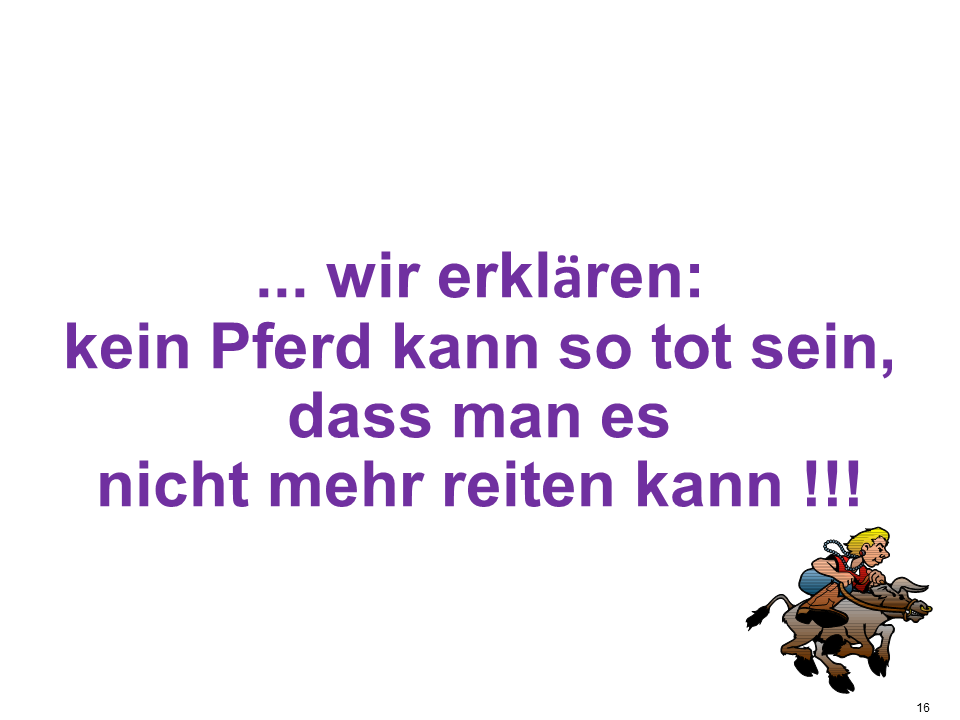 ... wir erklären:
kein Pferd kann so tot sein,
dass man es
nicht mehr reiten kann !!!
16